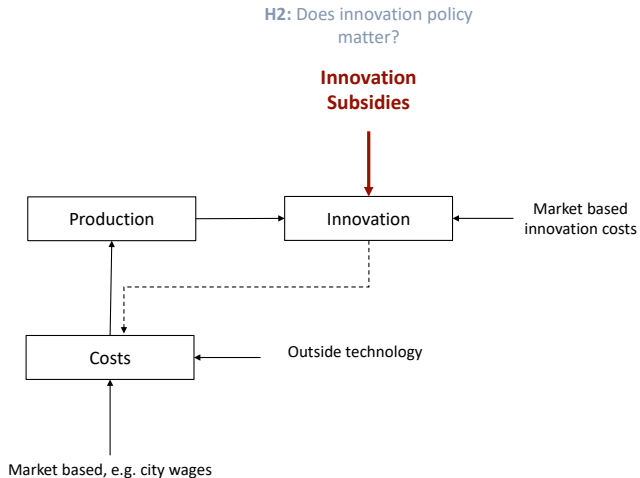 H2: Does innovation policy
matter?
Innovation
Subsidies
Production
Innovation
Market based
innovation costs
Costs
Outside technology
Market based, e.g. city wages